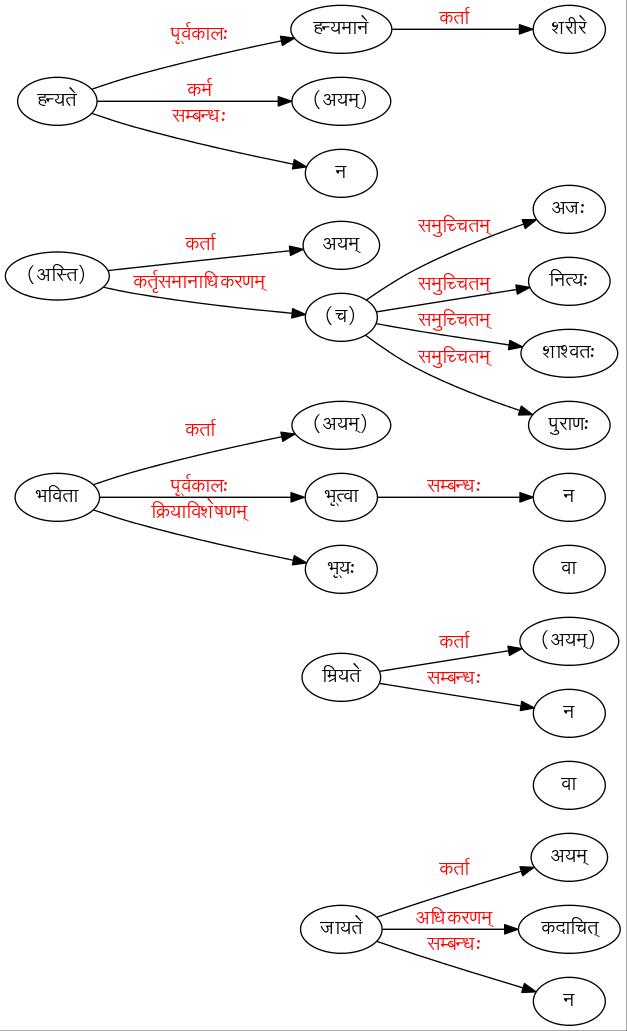 हन्यमाने
कर्ता
शरीरे
पूर्वकालः
हन्यते
कर्म
(अयम्)
सम्बन्धः
न
अजः
समुच्चितम्
अयम्
कर्ता
(अस्ति)
कर्तृसमानाधिकरणम्
समुच्चितम्
नित्यः
(च)
समुच्चितम्
शाश्वतः
समुच्चितम्
पुराणः
(अयम्)
कर्ता
भविता
पूर्वकालः
भूत्वा
सम्बन्धः
न
क्रियाविशेषणम्
भूयः
वा
कर्ता
(अयम्)
म्रियते
सम्बन्धः
न
वा
अयम्
कर्ता
जायते
अधिकरणम्
कदाचित्
सम्बन्धः
न